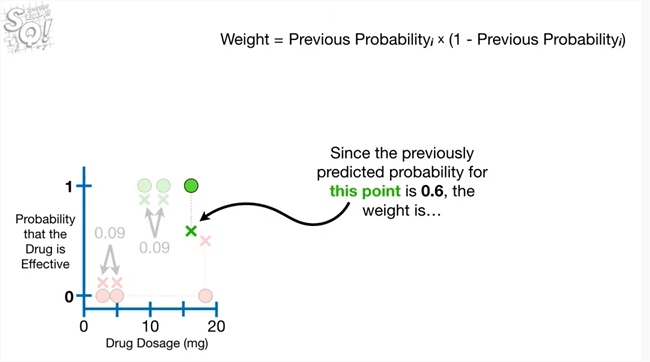 SQ!
Weight = Previous Probabilityi × (1 - Previous Probabilityi)
Since the previously
predicted probability for
this point is 0.6, the
weight is…
1
Probability
that the
Drug is
Effective
0.09
0.09
0
0
10
20
Drug Dosage (mg)